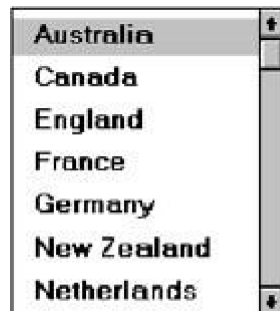 Australia
Canada
England
France
Germany
New Zealand
Netherlands